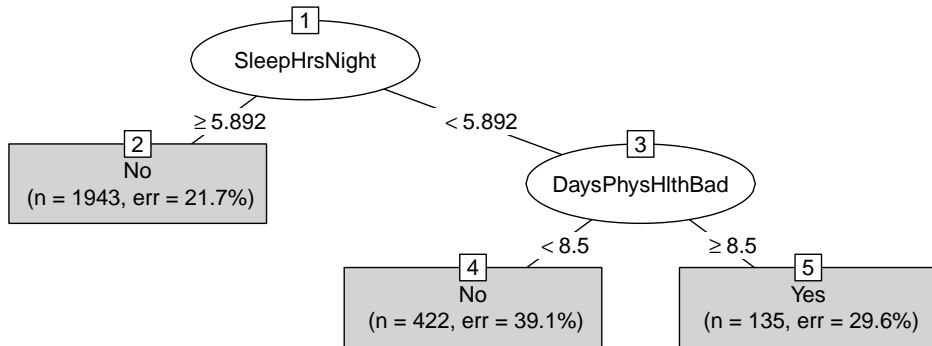 1
SleepHrsNight
≥ 5.892
< 5.892
2
No
(n = 1943, err = 21.7%)
3
DaysPhysHlthBad
< 8.5
≥ 8.5
4
No
(n = 422, err = 39.1%)
5
Yes
(n = 135, err = 29.6%)